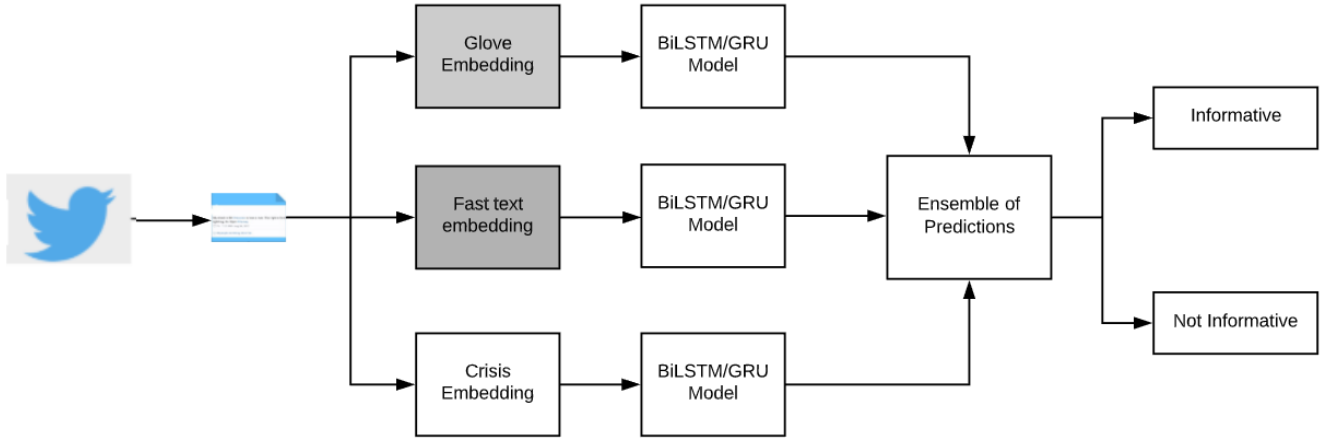 Glove
Embedding
BiLSTM/GRU
Model
Informative
Fast text
embedding
BiLSTM/GRU
Model
Ensemble of
Predictions
Not Informative
Crisis
Embedding
BiLSTM/GRU
Model